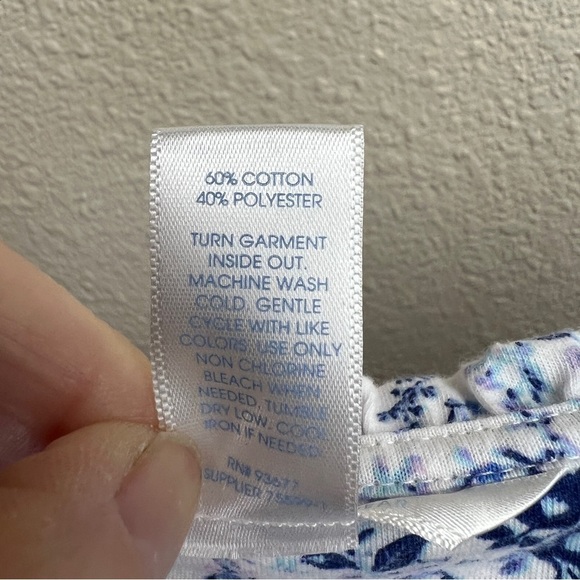 60% COTTON
40% POLYESTER
TURN GARMENT
INSIDE OUT.
MACHINE WASH
COLD. GENTLE
CYCLE WITH LIKE
COLORS. USE ONLY
NON CHLORINE
BLEACH WHEN
NEEDED, TUMBLE
DRY LOW. COOL
IRON IF NEEDED
RN# 93677
SUPPLIER